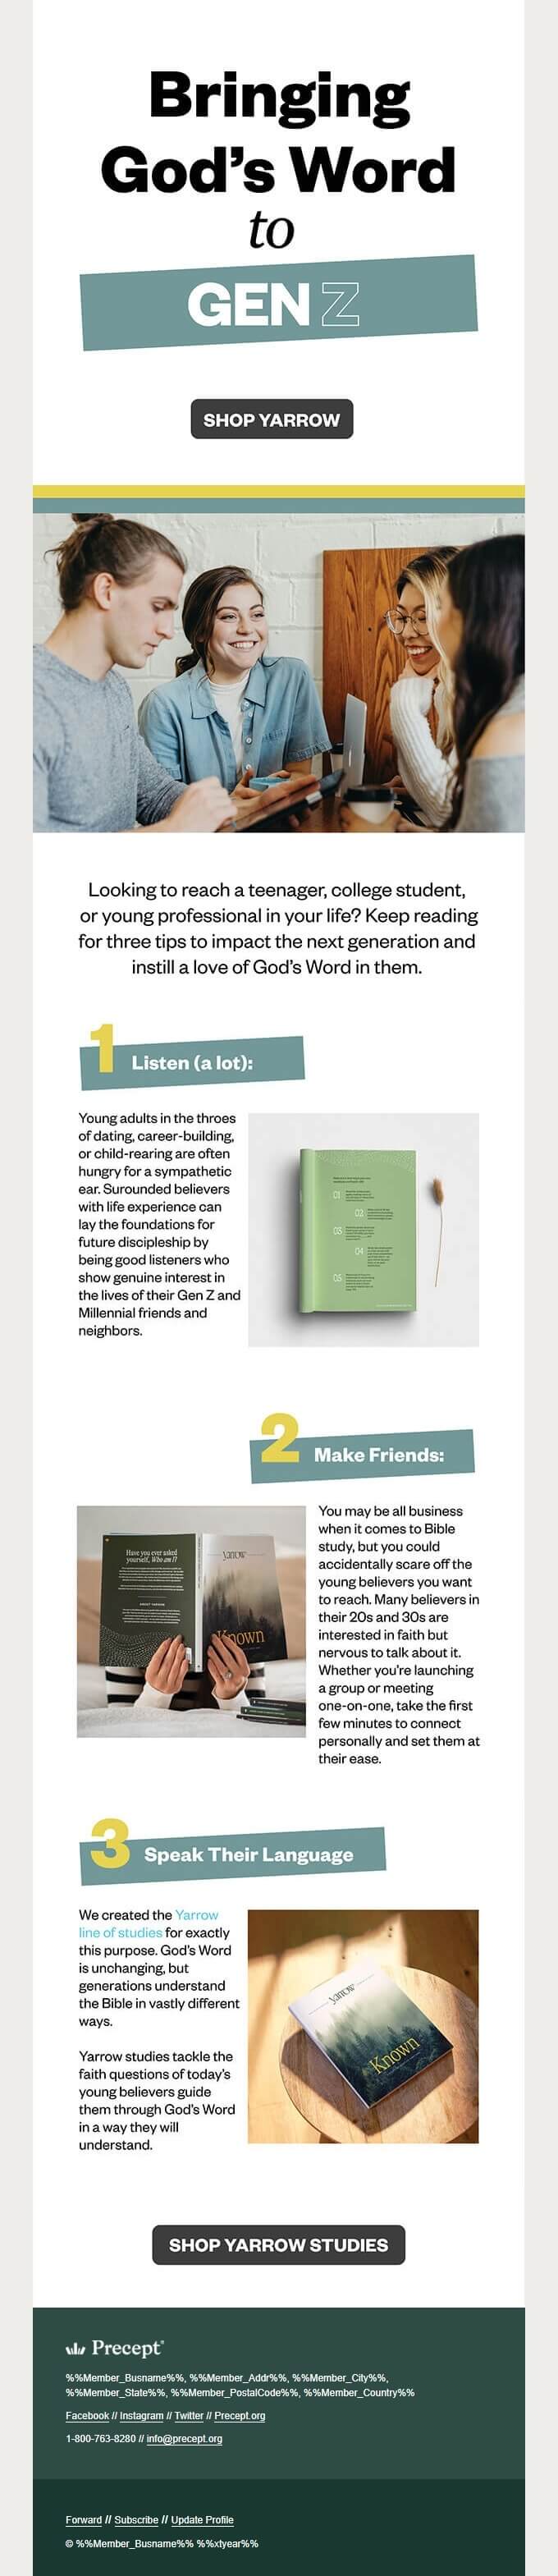 Bringing
God's Word
to
GEN Z
SHOP YARROW
Looking to reach a teenager, college student,
or young professional in your life? Keep reading
for three tips to impact the next generation and
instill a love of God's Word in them.
1 Listen (a lot):
Young adults in the throes
of dating, career-building,
or child-rearing are often
hungry for a sympathetic
ear. Surounded believers
with life experience can
lay the foundations for
future discipleship by
being good listeners who
show genuine interest in
the lives of their Gen Z and
Millennial friends and
neighbors.
01
02
03
04
05
2 Make Friends:
Have you ever asked
yourself, Who am I?
yarrow
Known
You may be all business
when it comes to Bible
study, but you could
accidentally scare off the
young believers you want
to reach. Many believers in
their 20s and 30s are
interested in faith but
nervous to talk about it.
Whether you're launching
a group or meeting
one-on-one, take the first
few minutes to connect
personally and set them at
their ease.
3 Speak Their Language
We created the Yarrow
line of studies for exactly
this purpose. God's Word
is unchanging, but
generations understand
the Bible in vastly different
ways.
Yarrow studies tackle the
faith questions of today's
young believers guide
them through God's Word
in a way they will
understand.
yarrow
Known
SHOP YARROW STUDIES
Precept®
%%Member_Busname%%, %%Member_Addr%%, %%Member_City%%,
%%Member_State%%, %%Member_PostalCode%%, %%Member_Country%%
Facebook // Instagram // Twitter // Precept.org
1-800-763-8280 // info@precept.org
Forward // Subscribe // Update Profile
© %%Member_Busname%% %%xtyear%%